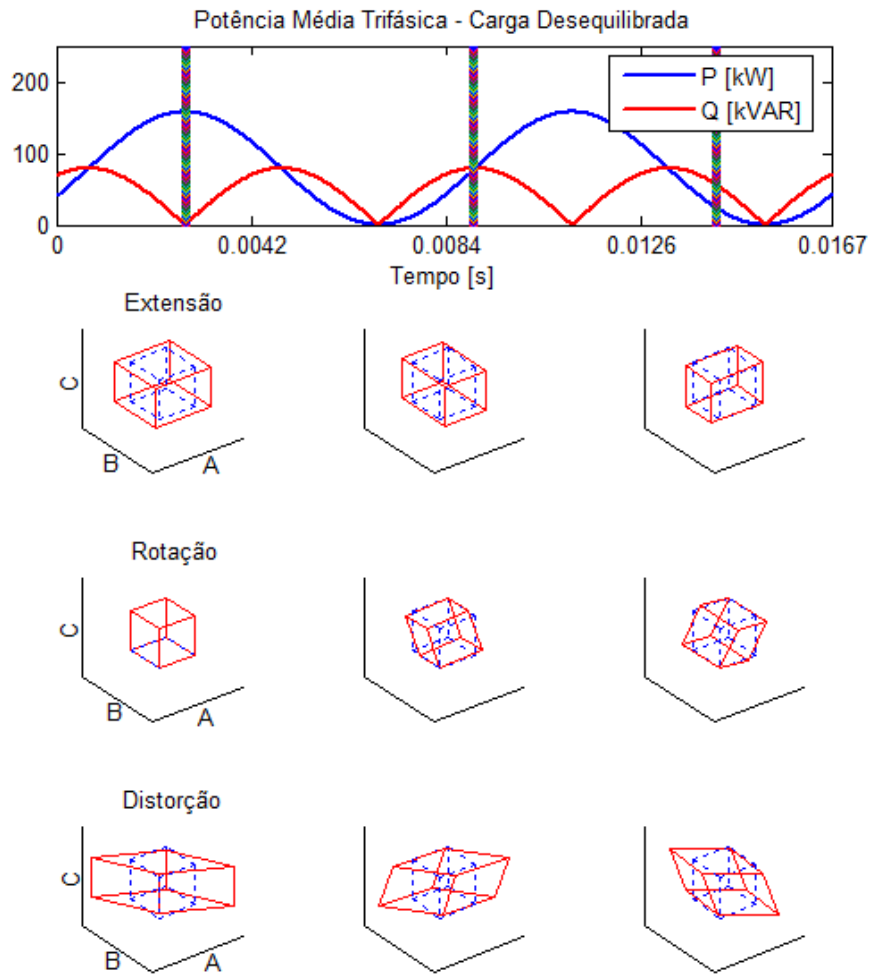 Potência Média Trifásica - Carga Desequilibrada
200
100
0
P [kW]
Q [kVAR]
0 0.0042 0.0084 0.0126 0.0167
Tempo [s]
Extensão
C
B A
Rotação
C
B A
Distorção
C
B A